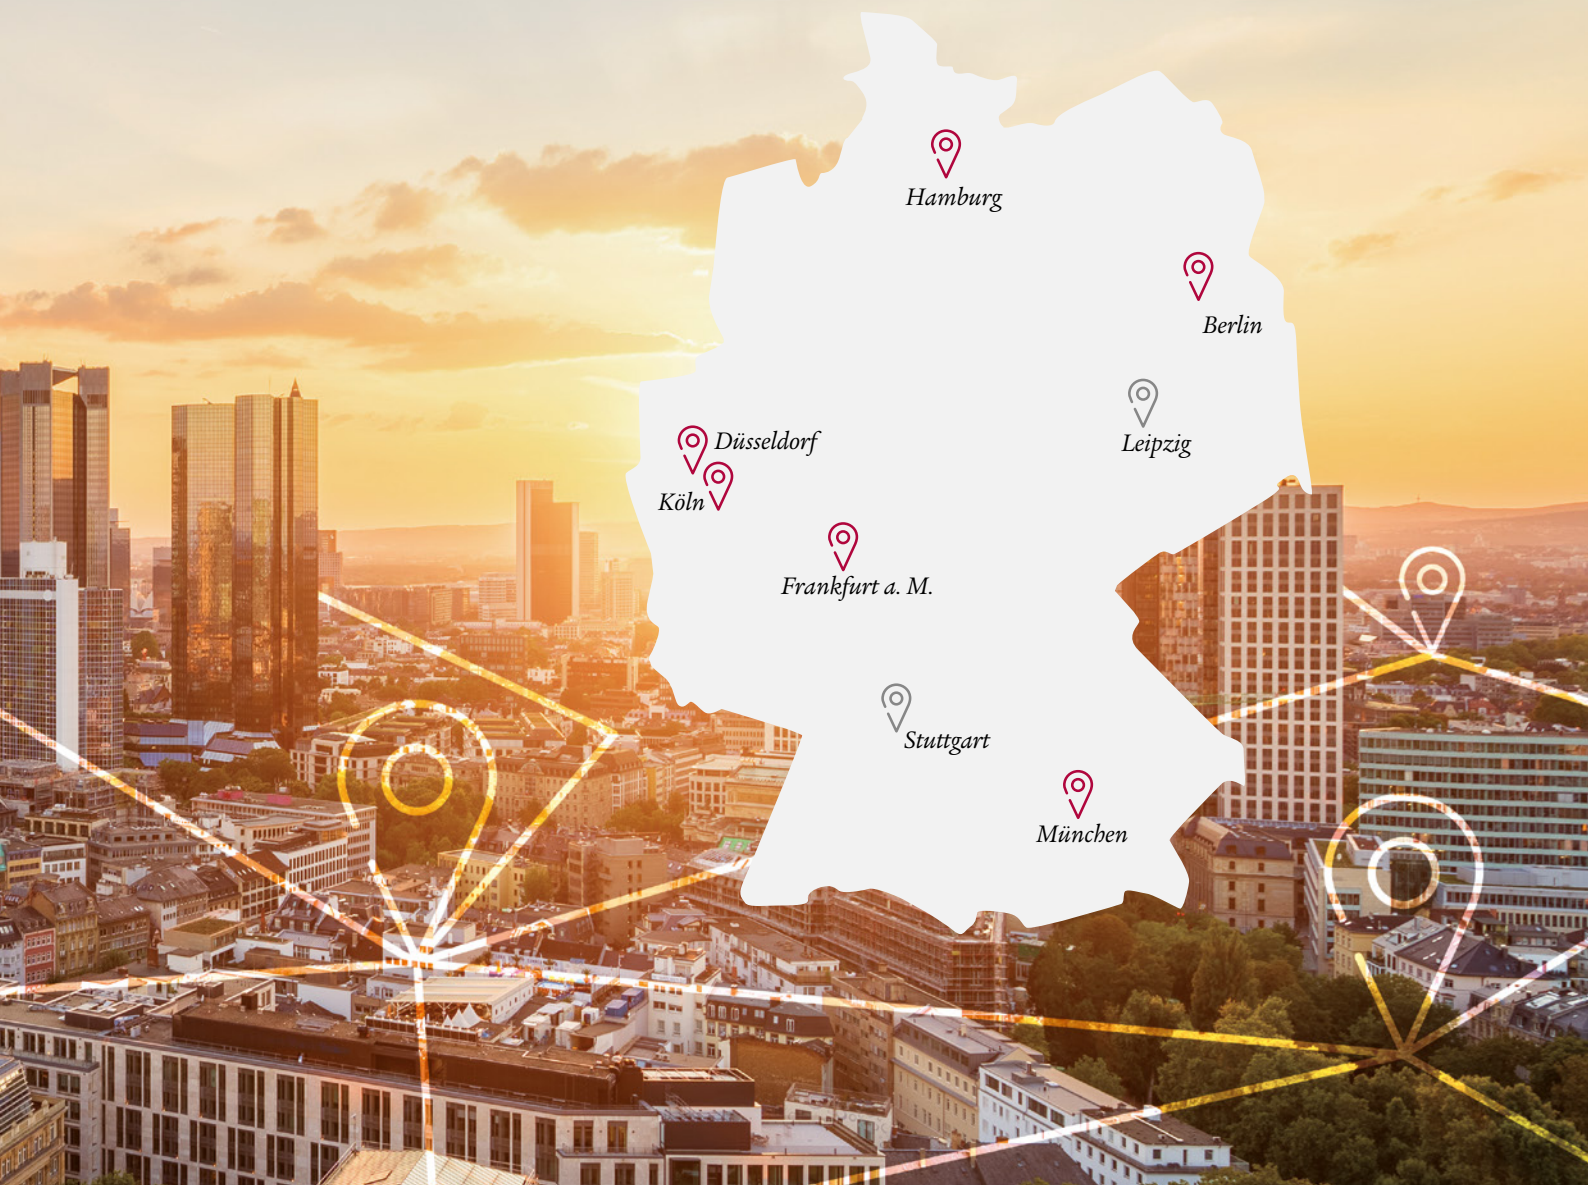 Hamburg
Berlin
Düsseldorf
Leipzig
Köln
Frankfurt a. M.
Stuttgart
München